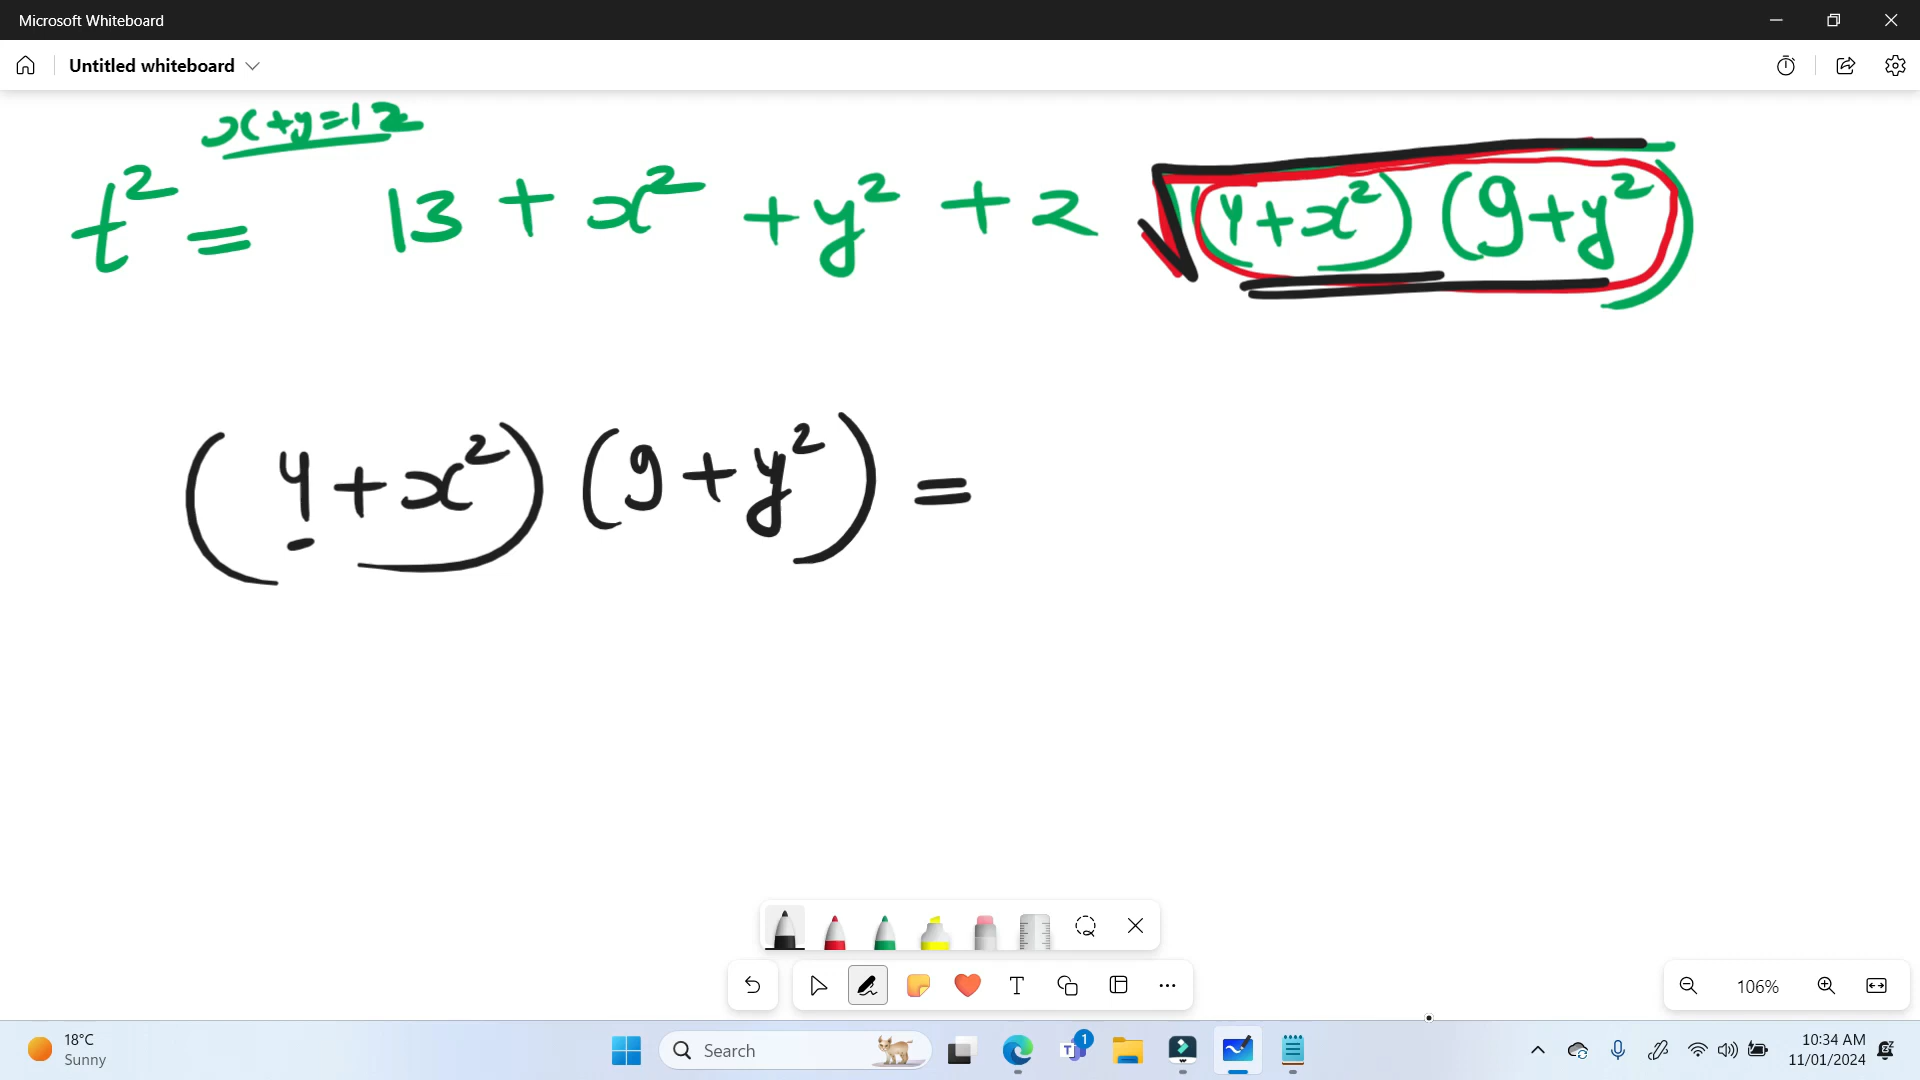 Microsoft Whiteboard
Untitled whiteboard
x+y=12
t² = 13 + x² + y² + 2 √(4+x²) (9+y²)
(4+x²) (9+y²) =
106%
18°C
Sunny
Search
1
10:34 AM
11/01/2024